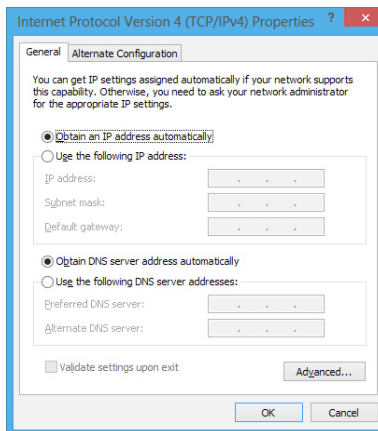 Internet Protocol Version 4 (TCP/IPv4) Properties
General
Alternate Configuration
You can get IP settings assigned automatically if your network supports
this capability. Otherwise, you need to ask your network administrator
for the appropriate IP settings.
Obtain an IP address automatically
Use the following IP address:
IP address:
Subnet mask:
Default gateway:
Obtain DNS server address automatically
Use the following DNS server addresses:
Preferred DNS server:
Alternate DNS server:
Validate settings upon exit
Advanced...
OK
Cancel